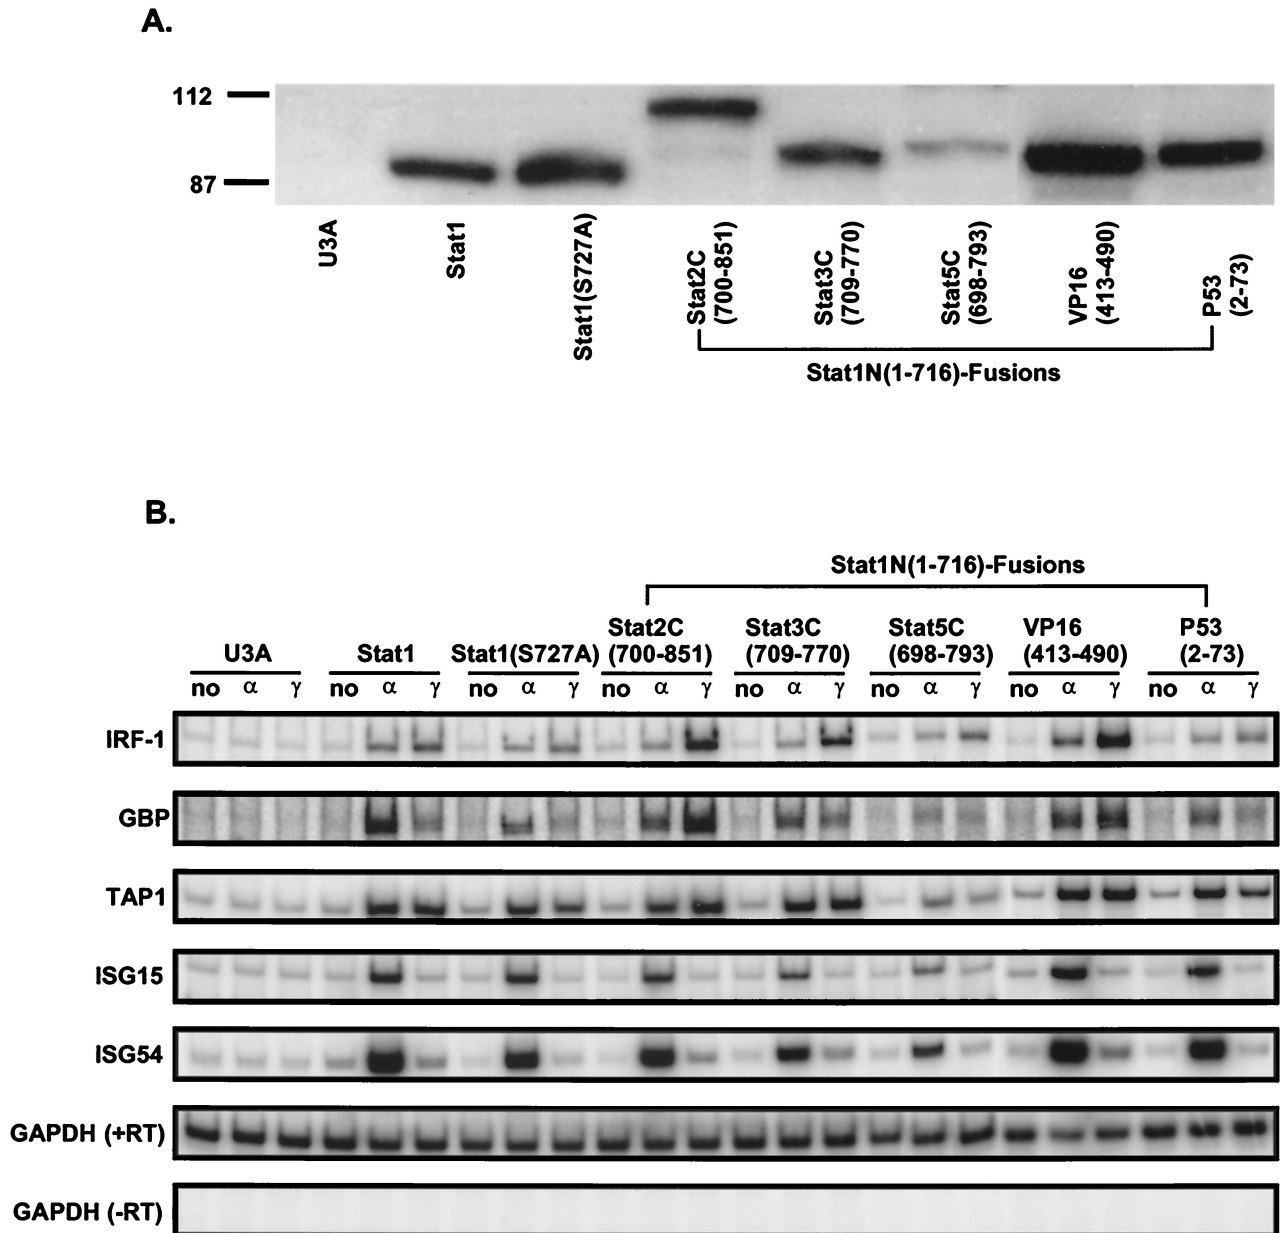 A.
112
87
U3A
Stat1
Stat1(S727A)
Stat2C
(700-851)
Stat3C
(709-770)
Stat5C
(698-793)
VP16
(413-490)
P53
(2-73)
Stat1N(1-716)-Fusions
B.
Stat1N(1-716)-Fusions
Stat2C Stat3C Stat5C VP16 P53
U3A Stat1 Stat1(S727A) (700-851) (709-770) (698-793) (413-490) (2-73)
no α γ no α γ no α γ no α γ no α γ no α γ no α γ no α γ
IRF-1
GBP
TAP1
ISG15
ISG54
GAPDH (+RT)
GAPDH (-RT)